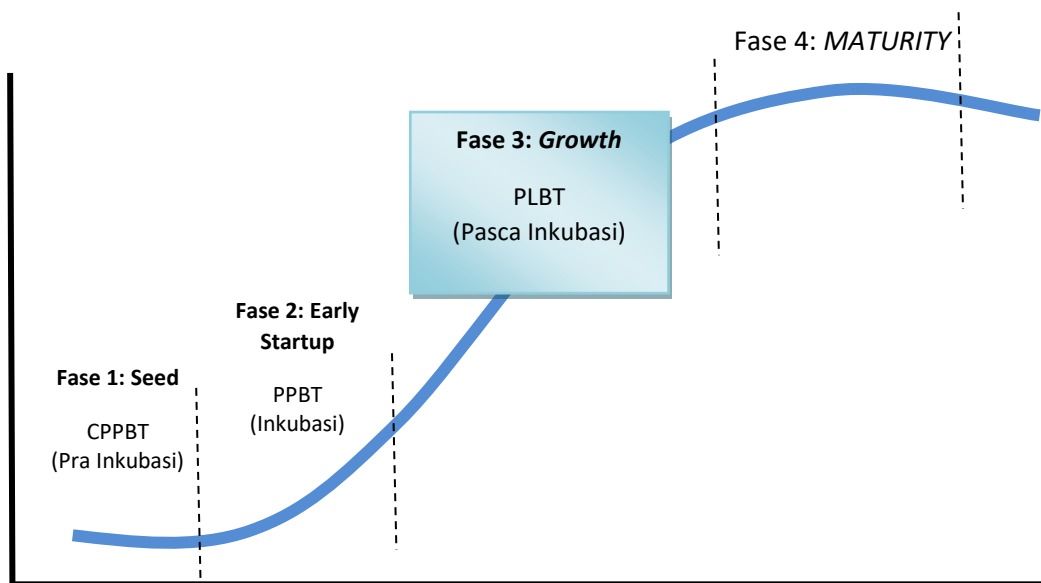 Fase 1: Seed
CPPBT
(Pra Inkubasi)
Fase 2: Early
Startup
PPBT
(Inkubasi)
Fase 3: Growth
PLBT
(Pasca Inkubasi)
Fase 4: MATURITY